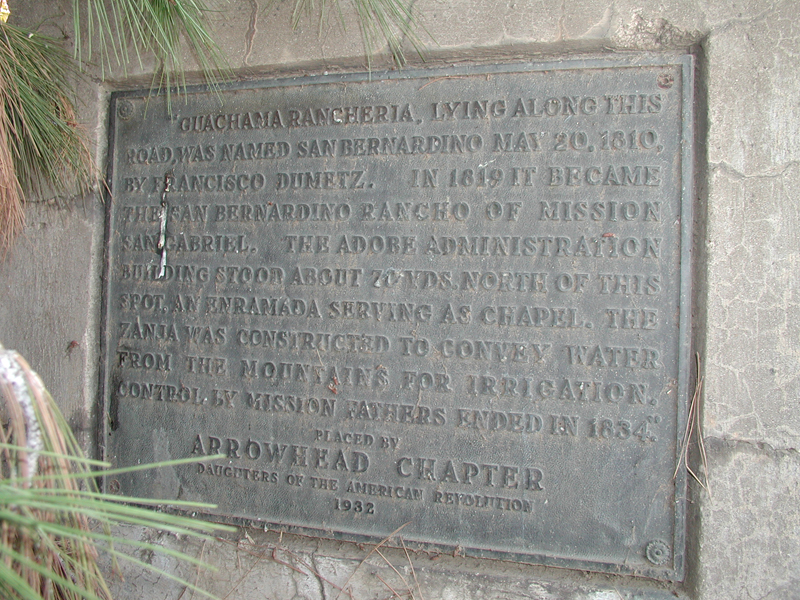 "GUACHAMA RANCHERIA, LYING ALONG THIS
ROAD, WAS NAMED SAN BERNARDINO MAY 20, 1810,
BY FRANCISCO DUMETZ. IN 1819 IT BECAME
THE SAN BERNARDINO RANCHO OF MISSION
SAN GABRIEL. THE ADOBE ADMINISTRATION
BUILDING STOOD ABOUT 70 YDS. NORTH OF THIS
SPOT, AN ENRAMADA SERVING AS CHAPEL. THE
ZANJA WAS CONSTRUCTED TO CONVEY WATER
FROM THE MOUNTAINS FOR IRRIGATION.
CONTROL BY MISSION FATHERS ENDED IN 1834."
PLACED BY
ARROWHEAD CHAPTER
DAUGHTERS OF THE AMERICAN REVOLUTION
1932